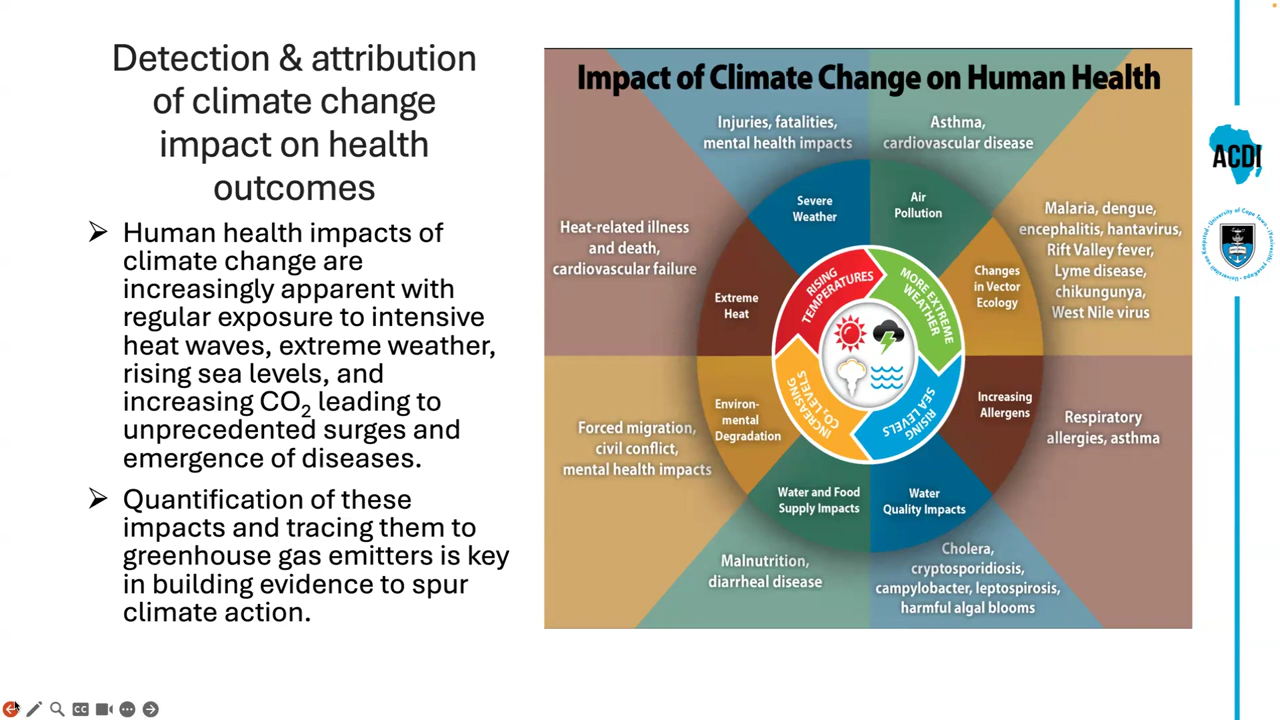 Detection & attribution
of climate change
impact on health
outcomes
➢ Human health impacts of
climate change are
increasingly apparent with
regular exposure to intensive
heat waves, extreme weather,
rising sea levels, and
increasing CO₂ leading to
unprecedented surges and
emergence of diseases.
➢ Quantification of these
impacts and tracing them to
greenhouse gas emitters is key
in building evidence to spur
climate action.
Impact of Climate Change on Human Health
Injuries, fatalities,
mental health impacts
Asthma,
cardiovascular disease
Malaria, dengue,
encephalitis, hantavirus,
Rift Valley fever,
Lyme disease,
chikungunya,
West Nile virus
Respiratory
allergies, asthma
Cholera,
cryptosporidiosis,
campylobacter, leptospirosis,
harmful algal blooms
Malnutrition,
diarrheal disease
Forced migration,
civil conflict,
mental health impacts
Heat-related illness
and death,
cardiovascular failure
Severe
Weather
Air
Pollution
Changes
in Vector
Ecology
Increasing
Allergens
Water
Quality Impacts
Water and Food
Supply Impacts
Environ-
mental
Degradation
Extreme
Heat
RISING
TEMPERATURES
MORE EXTREME
WEATHER
RISING
SEA LEVELS
INCREASING
CO₂ LEVELS
ACDI
CC